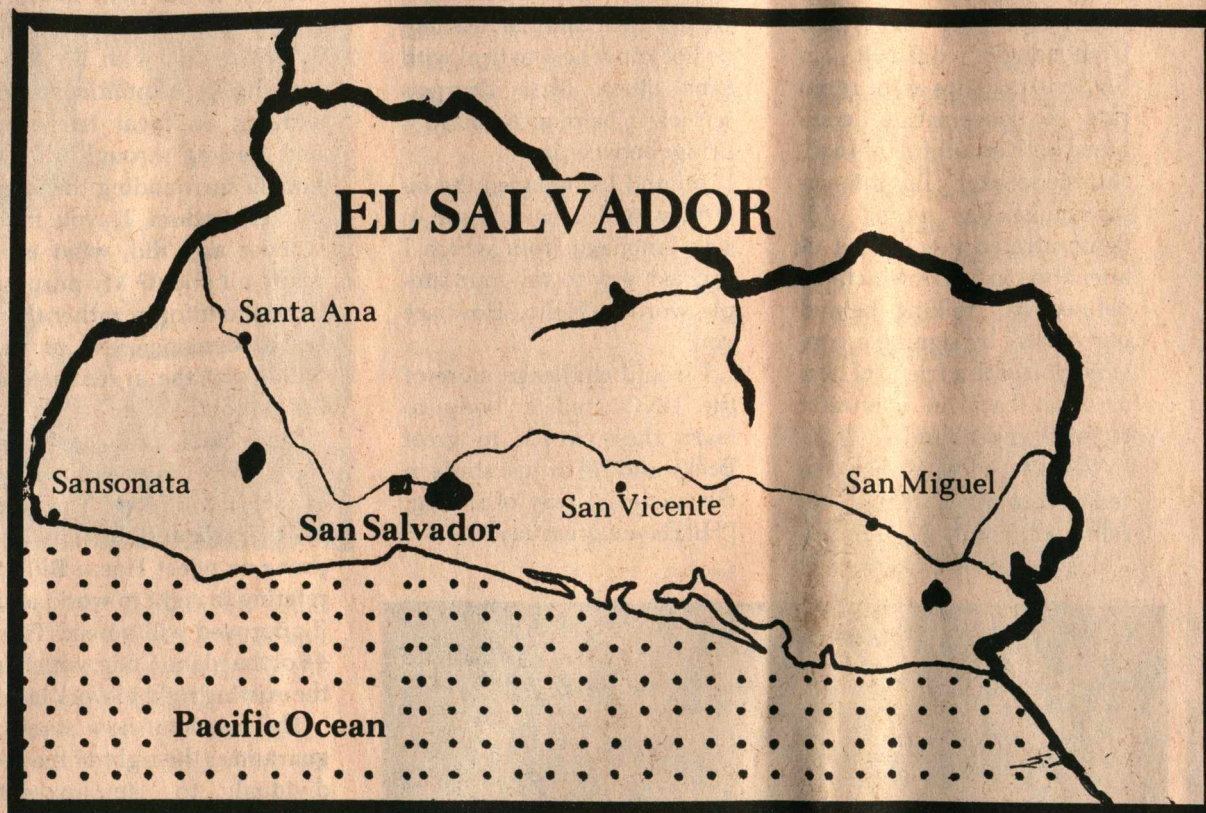 EL SALVADOR
Santa Ana
Sansonata
San Salvador
San Vicente
San Miguel
Pacific Ocean